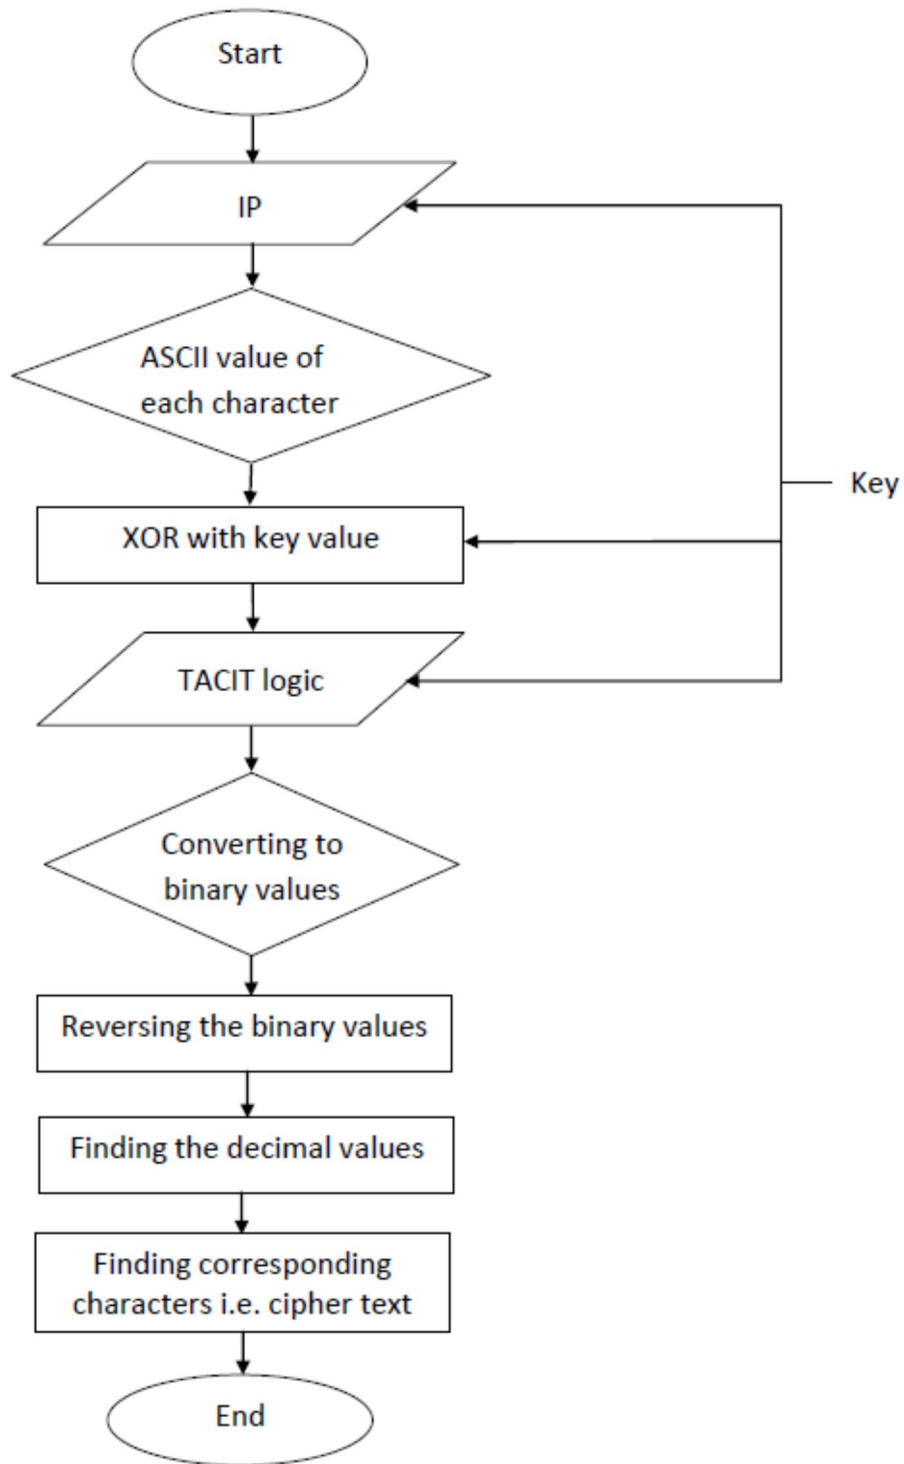 Start
IP
ASCII value of
each character
XOR with key value
Key
TACIT logic
Converting to
binary values
Reversing the binary values
Finding the decimal values
Finding corresponding
characters i.e. cipher text
End